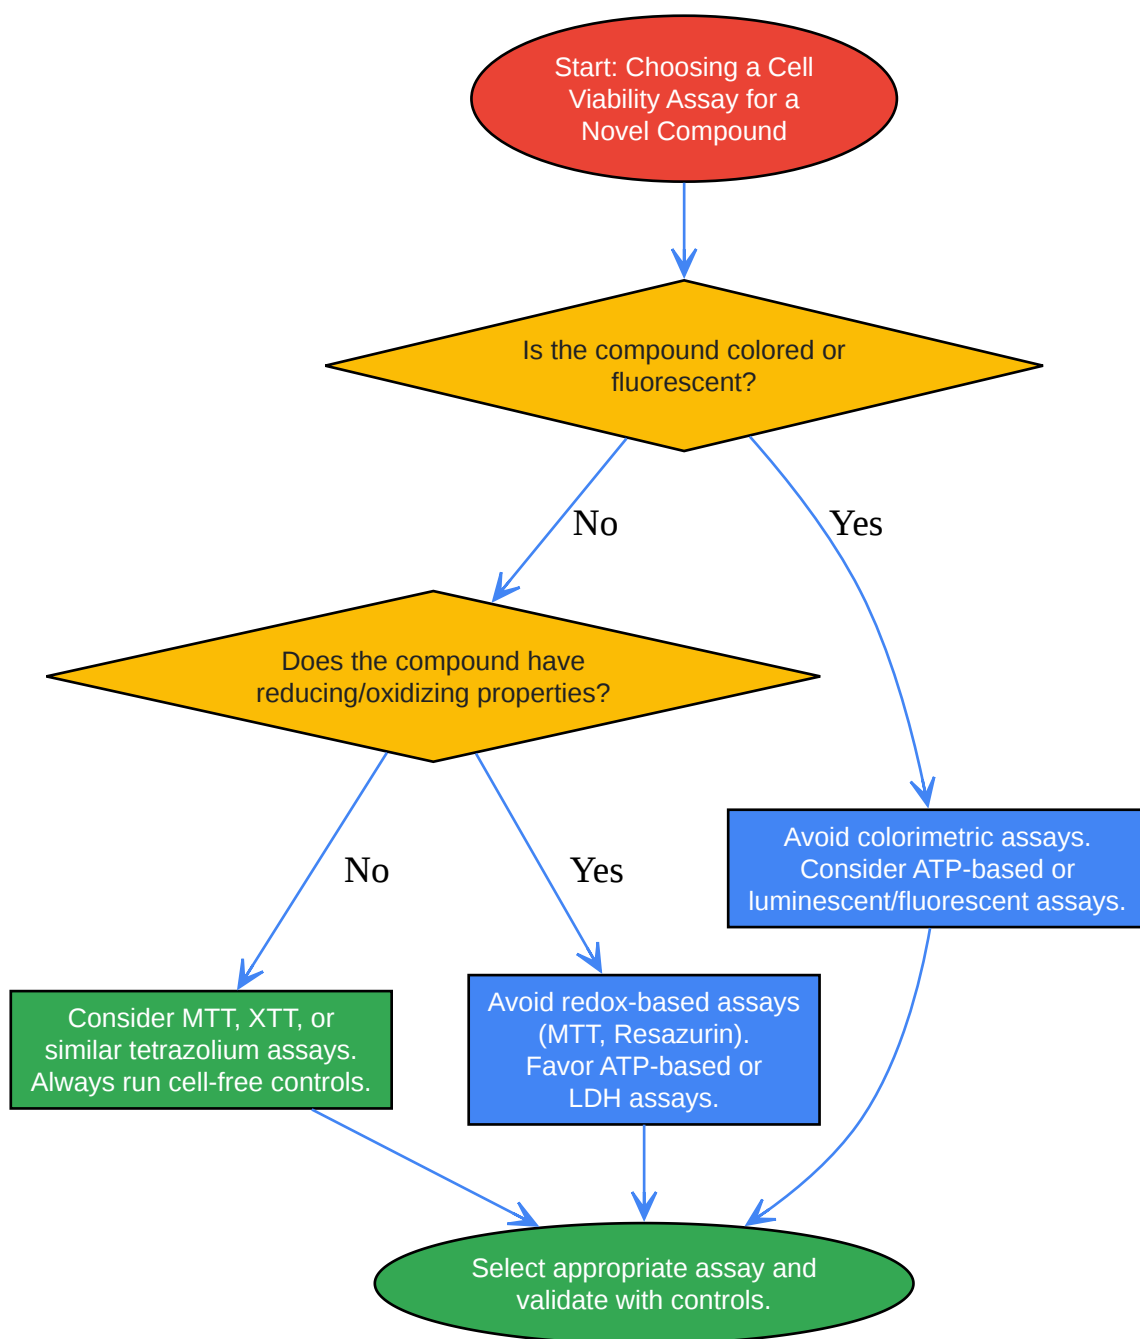 Start: Choosing a Cell
Viability Assay for a
Novel Compound
Is the compound colored or
fluorescent?
No
Yes
Does the compound have
reducing/oxidizing properties?
No
Yes
Avoid colorimetric assays.
Consider ATP-based or
luminescent/fluorescent assays.
Consider MTT, XTT, or
similar tetrazolium assays.
Always run cell-free controls.
Avoid redox-based assays
(MTT, Resazurin).
Favor ATP-based or
LDH assays.
Select appropriate assay and
validate with controls.